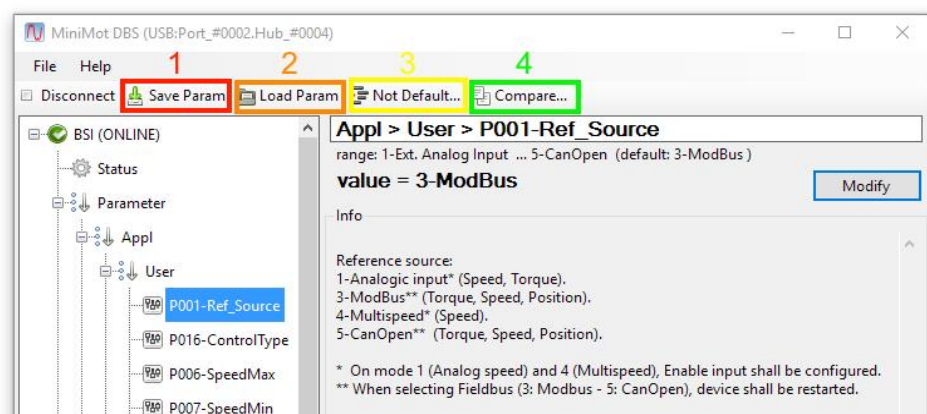 MiniMot DBS (USB:Port_#0002.Hub_#0004)
File Help
1 2 3 4
Disconnect Save Param Load Param Not Default... Compare...
BSI (ONLINE)
Status
Parameter
Appl
User
P001-Ref_Source
P016-ControlType
P006-SpeedMax
P007-SpeedMin
Appl > User > P001-Ref_Source
range: 1-Ext. Analog Input ... 5-CanOpen (default: 3-ModBus )
value = 3-ModBus
Modify
Info
Reference source:
1-Analogic input* (Speed, Torque).
3-ModBus** (Torque, Speed, Position).
4-Multispeed* (Speed).
5-CanOpen** (Torque, Speed, Position).
* On mode 1 (Analog speed) and 4 (Multispeed), Enable input shall be configured.
** When selecting Fieldbus (3: Modbus - 5: CanOpen), device shall be restarted.